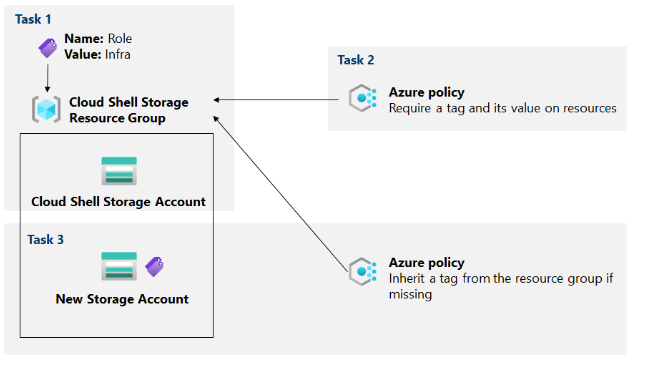 Task 1
Name: Role
Value: Infra
Cloud Shell Storage
Resource Group
Cloud Shell Storage Account
Task 2
Azure policy
Require a tag and its value on resources
Task 3
New Storage Account
Azure policy
Inherit a tag from the resource group if
missing